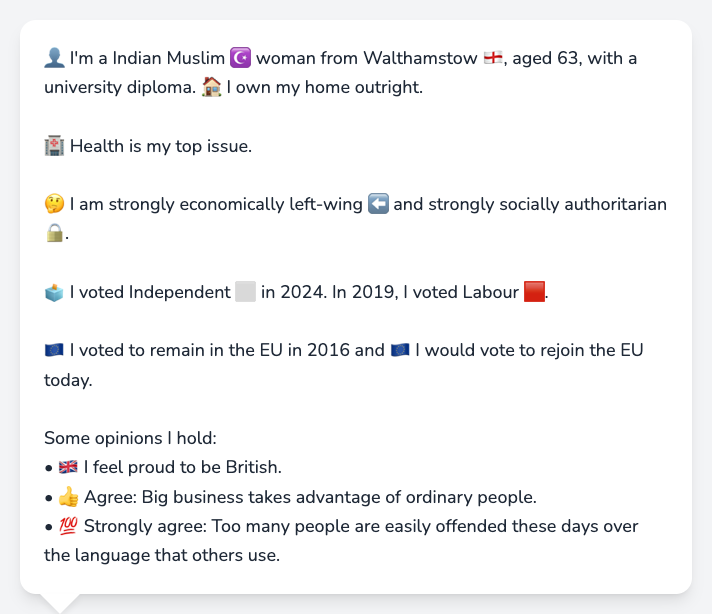 👤 I'm a Indian Muslim ☪️ woman from Walthamstow 🏴󠁧󠁢󠁥󠁮󠁧󠁿, aged 63, with a
university diploma. 🏠 I own my home outright.
🏥 Health is my top issue.
🤔 I am strongly economically left-wing ⬅️ and strongly socially authoritarian
🔒.
🗳️ I voted Independent ⬜ in 2024. In 2019, I voted Labour 🟥.
🇪🇺 I voted to remain in the EU in 2016 and 🇪🇺 I would vote to rejoin the EU
today.
Some opinions I hold:
• 🇬🇧 I feel proud to be British.
• 👍 Agree: Big business takes advantage of ordinary people.
• 💯 Strongly agree: Too many people are easily offended these days over
the language that others use.